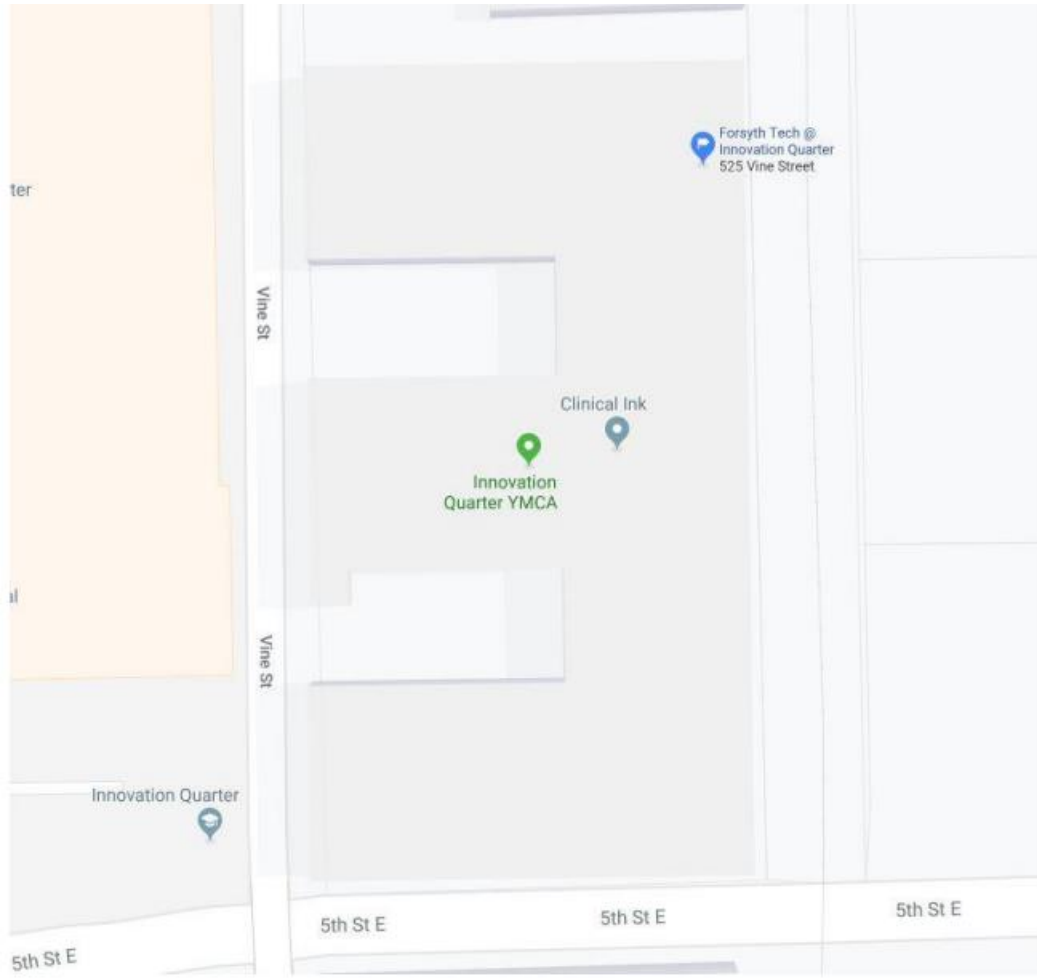 Forsyth Tech @
Innovation Quarter
525 Vine Street
ter
Vine St
Clinical Ink
Innovation
Quarter YMCA
al
Vine St
Innovation Quarter
5th St E
5th St E
5th St E
5th St E